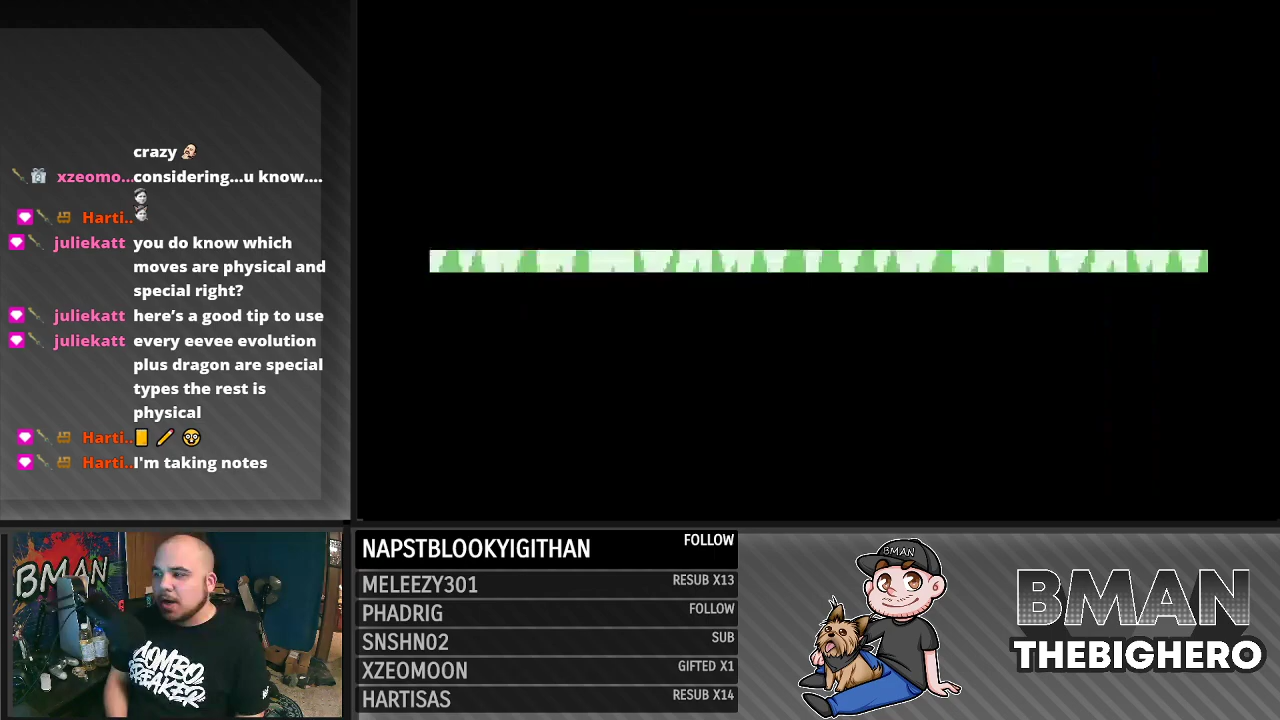 crazy
xzeomo... considering...u know....
Harti..
juliekatt you do know which
moves are physical and
special right?
juliekatt here's a good tip to use
juliekatt every eevee evolution
plus dragon are special
types the rest is
physical
Harti..
Harti.. I'm taking notes
BMAN
COMBO
BREAKER
NAPSTBLOOKYIGITHAN FOLLOW
MELEEZY301 RESUB X13
PHADRIG FOLLOW
SNSHN02 SUB
XZEOMOON GIFTED X1
HARTISAS RESUB X14
BMAN
BMAN
THEBIGHERO